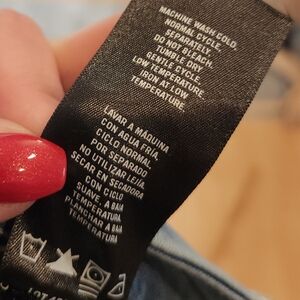 MACHINE WASH COLD,
NORMAL CYCLE,
SEPARATELY.
DO NOT BLEACH.
TUMBLE DRY
GENTLE CYCLE,
LOW TEMPERATURE.
IRON AT LOW
TEMPERATURE.
LAVAR A MÁQUINA
CON AGUA FRÍA,
CICLO NORMAL,
POR SEPARADO
NO UTILIZAR LEJÍA.
SECAR EN SECADORA
CON CICLO
SUAVE, A BAJA
TEMPERATURA.
PLANCHAR A BAJA
TEMPERATURA.